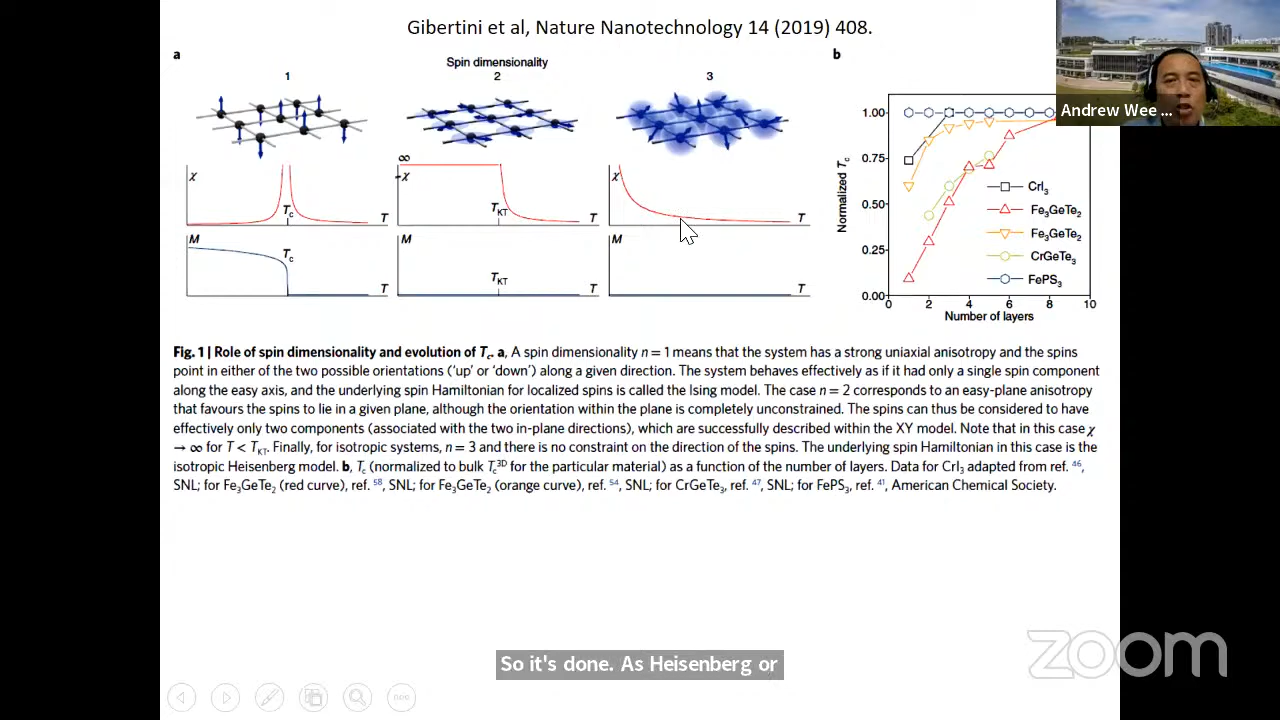 Gibertini et al, Nature Nanotechnology 14 (2019) 408.
a
Spin dimensionality
1
2
3
χ
T
Tc
M
T
Tc
∞
χ
T
TKT
M
T
TKT
χ
T
M
T
b
Normalized Tc
1.00
0.75
0.50
0.25
0.00
0
2
4
6
8
10
Number of layers
CrI3
Fe3GeTe2
Fe3GeTe2
CrGeTe3
FePS3
Andrew Wee ...
Fig. 1 | Role of spin dimensionality and evolution of Tc. a, A spin dimensionality n = 1 means that the system has a strong uniaxial anisotropy and the spins
point in either of the two possible orientations ('up' or 'down') along a given direction. The system behaves effectively as if it had only a single spin component
along the easy axis, and the underlying spin Hamiltonian for localized spins is called the Ising model. The case n = 2 corresponds to an easy-plane anisotropy
that favours the spins to lie in a given plane, although the orientation within the plane is completely unconstrained. The spins can thus be considered to have
effectively only two components (associated with the two in-plane directions), which are successfully described within the XY model. Note that in this case χ
→ ∞ for T < TKT. Finally, for isotropic systems, n = 3 and there is no constraint on the direction of the spins. The underlying spin Hamiltonian in this case is the
isotropic Heisenberg model. b, Tc (normalized to bulk Tc3D for the particular material) as a function of the number of layers. Data for CrI3 adapted from ref. 46,
SNL; for Fe3GeTe2 (red curve), ref. 58, SNL; for Fe3GeTe2 (orange curve), ref. 54, SNL; for CrGeTe3, ref. 47, SNL; for FePS3, ref. 41, American Chemical Society.
So it's done. As Heisenberg or
zoom